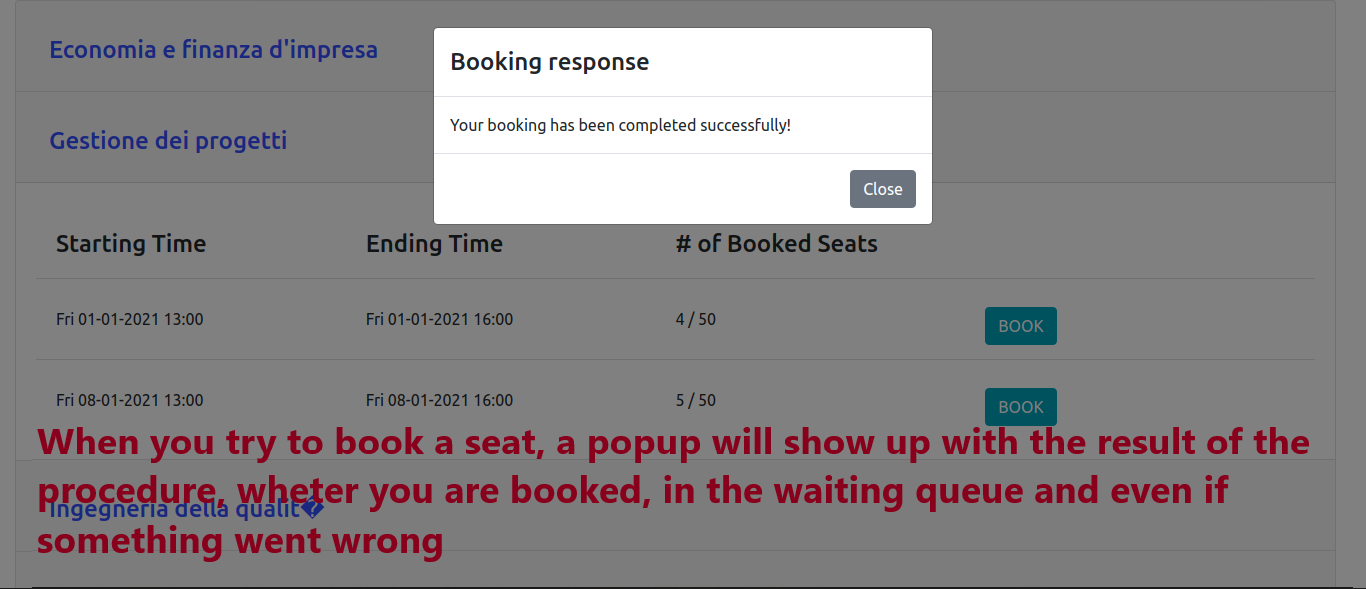 Economia e finanza d'impresa
Booking response
Your booking has been completed successfully!
Gestione dei progetti
Close
Starting Time Ending Time # of Booked Seats
Fri 01-01-2021 13:00 Fri 01-01-2021 16:00 4 / 50 BOOK
Fri 08-01-2021 13:00 Fri 08-01-2021 16:00 5 / 50 BOOK
When you try to book a seat, a popup will show up with the result of the
procedure, wheter you are booked, in the waiting queue and even if
Ingegneria della qualit�
something went wrong